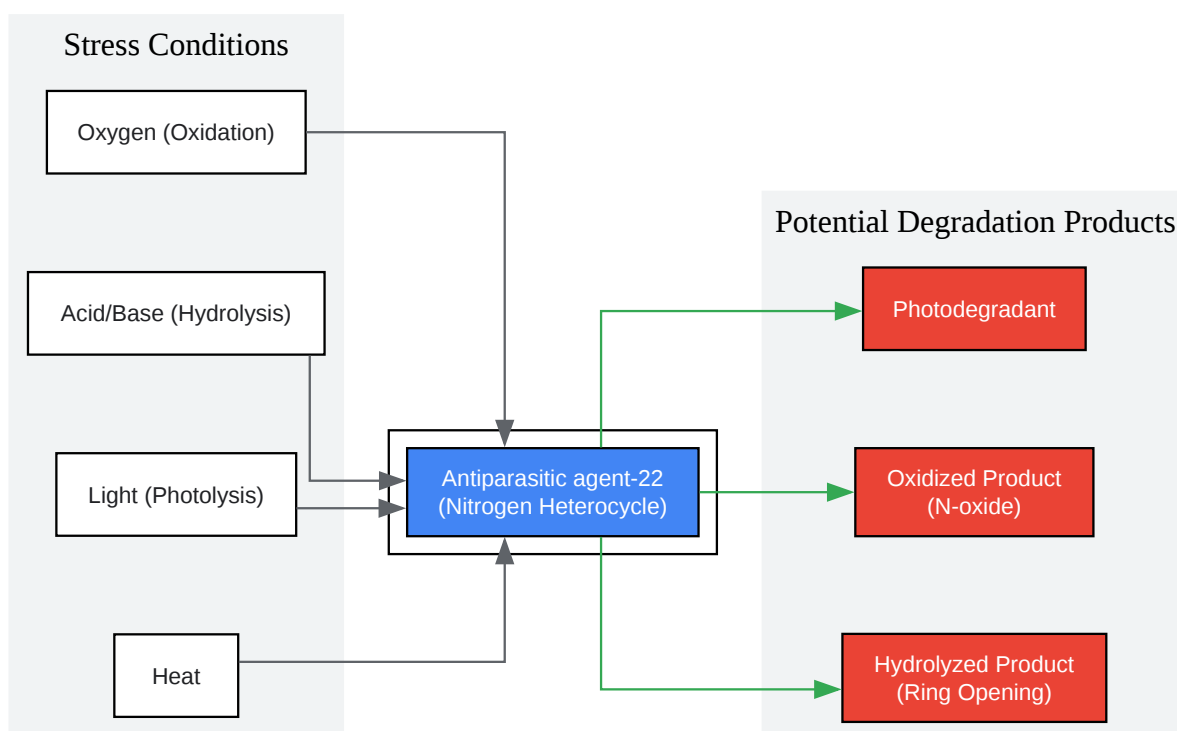 Stress Conditions
Oxygen (Oxidation)
Acid/Base (Hydrolysis)
Light (Photolysis)
Heat
Antiparasitic agent-22
(Nitrogen Heterocycle)
Potential Degradation Products
Photodegradant
Oxidized Product
(N-oxide)
Hydrolyzed Product
(Ring Opening)